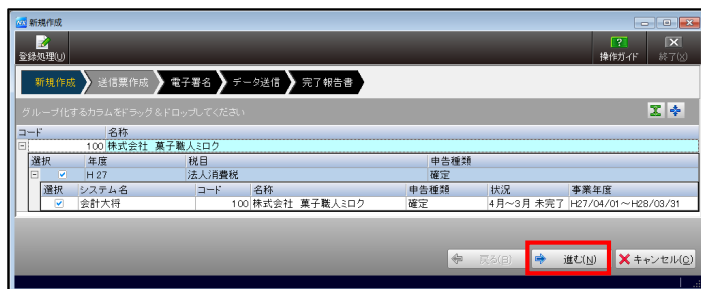 新規作成
登録処理(U)
操作ガイド 終了(X)
新規作成 送信票作成 電子署名 データ送信 完了報告書
グループ化するカラムをドラッグ&ドロップしてください
コード 名称
100 株式会社 菓子職人ミロク
選択 年度 税目 申告種類
H 27 法人消費税 確定
選択 システム名 コード 名称 申告種類 状況 事業年度
会計大将 100 株式会社 菓子職人ミロク 確定 4月~3月 未完了 H27/04/01~H28/03/31
戻る(B) 進む(N) キャンセル(C)